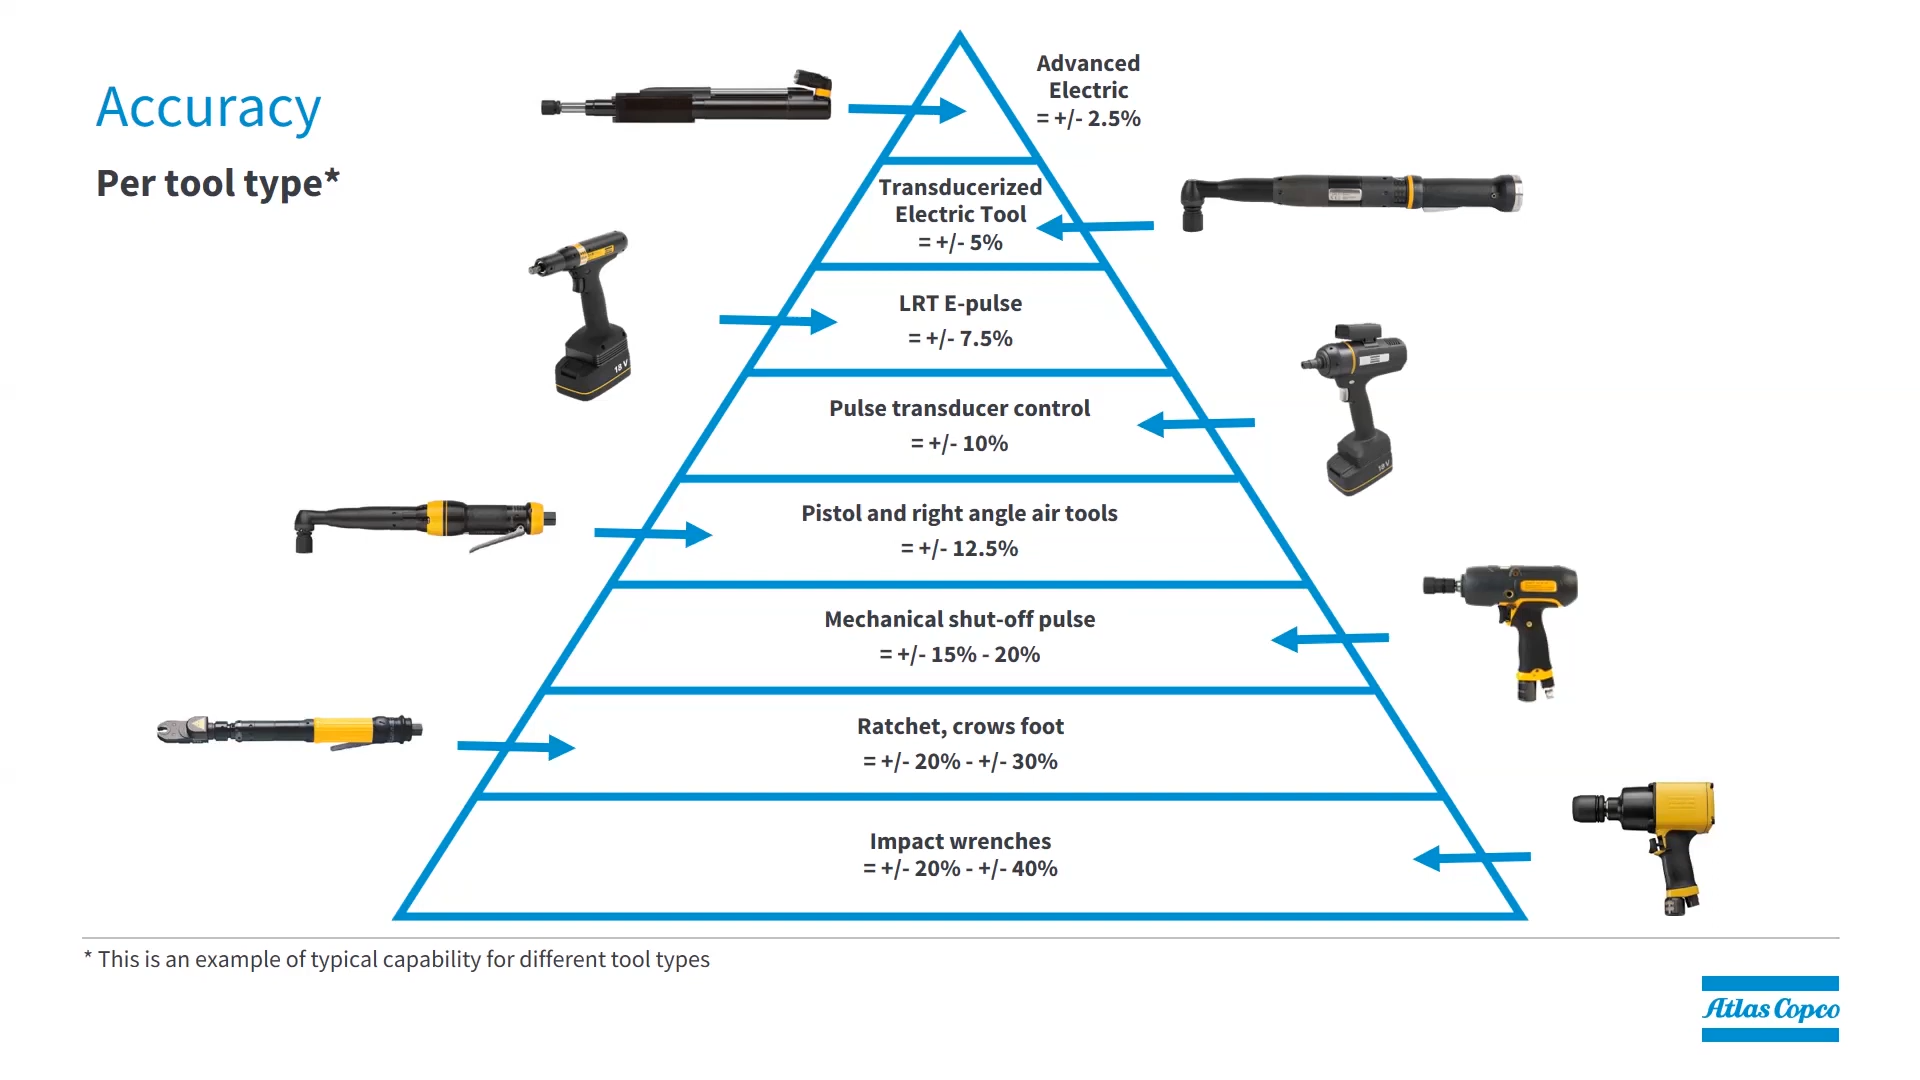 Accuracy
Per tool type*
Advanced
Electric
= +/- 2.5%
Transducerized
Electric Tool
= +/- 5%
LRT E-pulse
= +/- 7.5%
18 V
Pulse transducer control
= +/- 10%
18 V
Pistol and right angle air tools
= +/- 12.5%
Mechanical shut-off pulse
= +/- 15% - 20%
Ratchet, crows foot
= +/- 20% - +/- 30%
Impact wrenches
= +/- 20% - +/- 40%
* This is an example of typical capability for different tool types
Atlas Copco